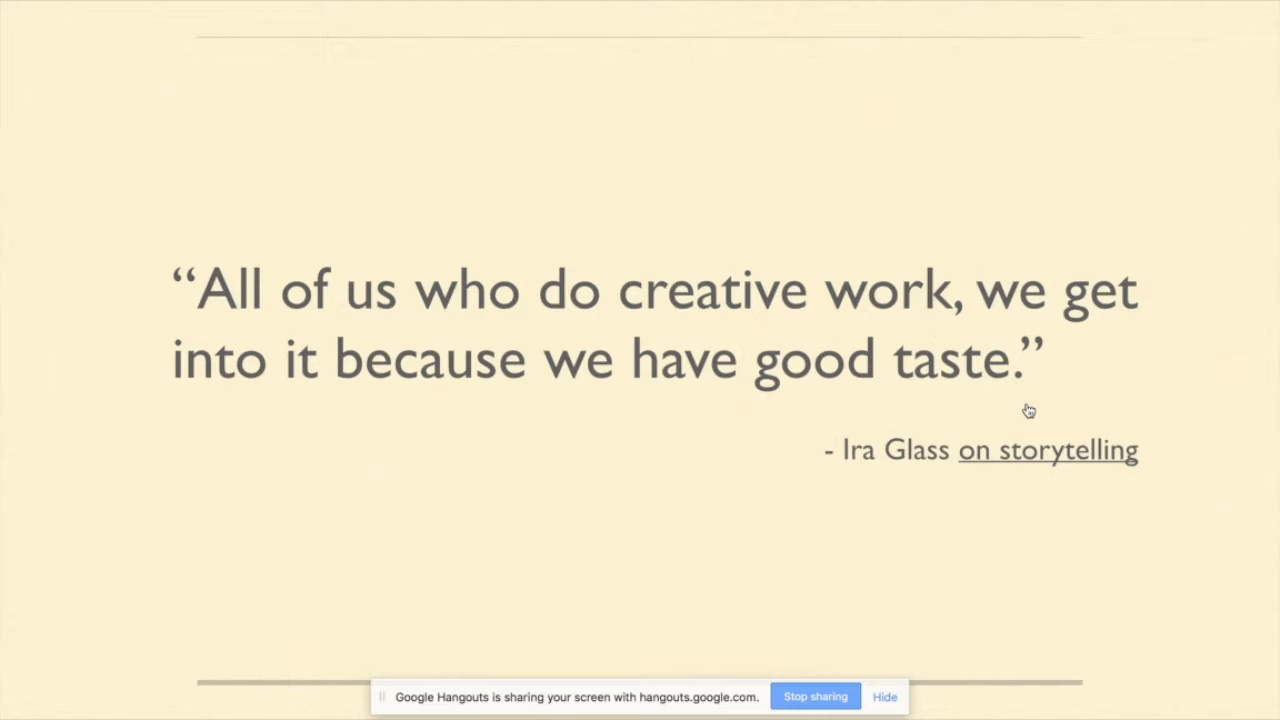 “All of us who do creative work, we get
into it because we have good taste.”
- Ira Glass on storytelling
Google Hangouts is sharing your screen with hangouts.google.com. Stop sharing Hide